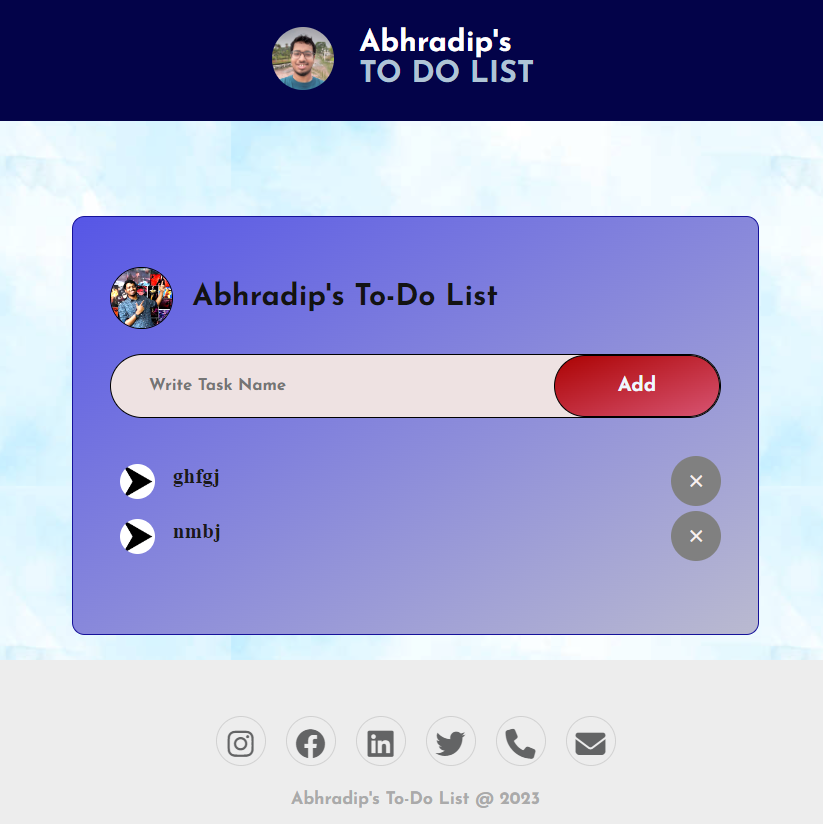 Abhradip's
TO DO LIST
Abhradip's To-Do List
Write Task Name
Add
ghfgj
nmbj
Abhradip's To-Do List @ 2023